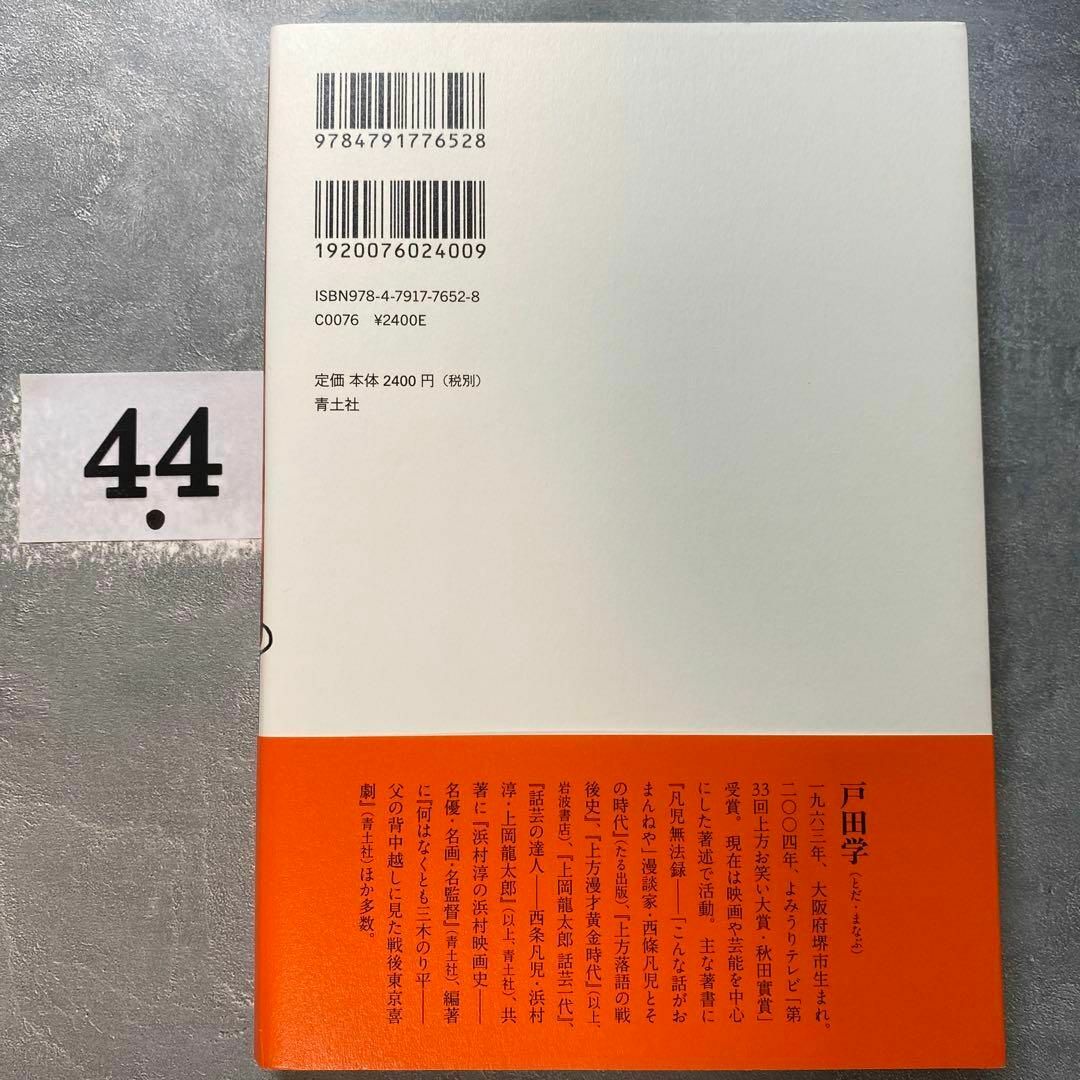 9784791776528
1920076024009
ISBN978-4-7917-7652-8
C0076 ¥2400E
定価 本体 2400 円（税別）
青土社
44
戸田学（とだ・まなぶ）
一九六三年、大阪府堺市生まれ。
二〇〇四年、よみうりテレビ「第
33回上方お笑い大賞・秋田實賞」
受賞。現在は映画や芸能を中心
にした著述で活動。主な著書に
『凡児無法録――「こんな話がお
まんねや」漫談家・西條凡児とそ
の時代』（たる出版）、『上方落語の戦
後史』、『上方漫才黄金時代』（以上、
岩波書店）、『上岡龍太郎 話芸一代』、
『話芸の達人――西条凡児・浜村
淳・上岡龍太郎』（以上、青土社）、共
著に『浜村淳の浜村映画史――
名優・名画・名監督』（青土社）、編著
に『何はなくとも三木のり平――
父の背中越しに見た戦後東京喜
劇』（青土社）ほか多数。